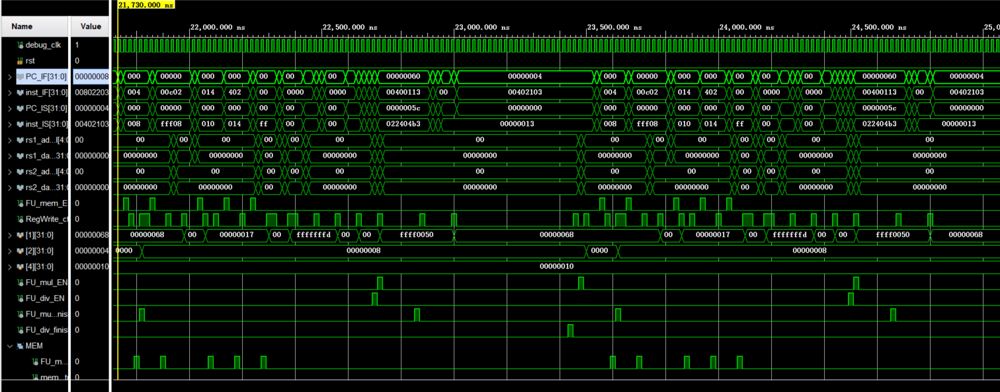 21,730.000 ns
Name Value 22,000.000 ns 22,500.000 ns 23,000.000 ns 23,500.000 ns 24,000.000 ns 24,500.000 ns 25,0
debug_clk 1
rst 0
PC_IF[31:0] 00000008 000 00000 000 000 00 00 000 00000060 00000004 000 00000 000 000 00 00 00 00000060 00000004
inst_IF[31:0] 00802203 004 00c02 014 402 00 0000 0000 00400113 00 00402103 004 00c02 014 402 00 0000 0000 00400113 00 00402103
PC_IS[31:0] 00000004 000 00000 000 000 00 00 00 0000005c 00000000 000 00000 000 000 00 00 00 0000005c 00000000
inst_IS[31:0] 00402103 008 fff08 010 014 ff 00 00 022404b3 00000013 008 fff08 010 014 ff 00 00 022404b3 00000013
rs1_ad...l[4:0 00 00 00 00 00 00 00 00 00 00 00 00 00 00 00
rs1_da...31:0] 00000000 00000000 00000000 00 00000000 00000000 00000000 00000000 00 00000000 00000000
rs2_ad...l[4:0 00 00 00 00 00 00 00 00 00 00 00 00 00
rs2_da...31:0] 00000000 00000000 00000000 00 00000000 00000000 00000000 00000000 00 00000000 00000000
FU_mem_E 0
RegWrite_ct 0
[1][31:0] 00000068 00000068 00 00000017 00 fffffffd 00 00 ffff0050 00000068 00 00000017 00 fffffffd 00 00 ffff0050 00000068
[2][31:0] 00000004 0000 00000008 0000 00000008
[4][31:0] 00000010 00000010
FU_mul_EN 0
FU_div_EN 0
FU_mu...nis 0
FU_div_finis 0
MEM
FU_m... 0
mem_tr 0